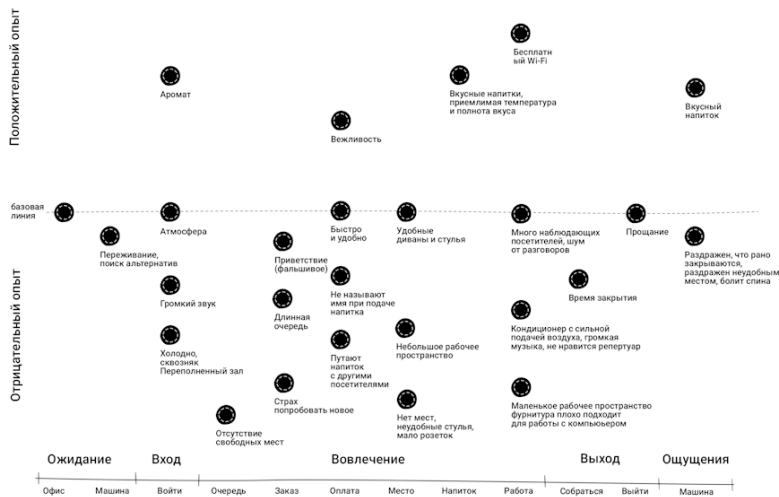 Положительный опыт
Бесплатн
ый Wi-Fi
Аромат
Вкусные напитки,
приемлимая температура
и полнота вкуса
Вкусный
напиток
Вежливость
базовая
линия
Атмосфера
Быстро
и удобно
Удобные
диваны и стулья
Много наблюдающих
посетителей, шум
от разговоров
Прощание
Отрицательный опыт
Переживание,
поиск альтернатив
Приветствие
(фальшивое)
Раздражен, что рано
закрываются,
раздражен неудобным
местом, болит спина
Громкий звук
Не называют
имя при подаче
напитка
Время закрытия
Длинная
очередь
Холодно,
сквозняк
Переполненный зал
Путают
напиток
с другими
посетителями
Небольшое рабочее
пространство
Кондиционер с сильной
подачей воздуха, громкая
музыка, не нравится репертуар
Страх
попробовать новое
Отсутствие
свободных мест
Нет мест,
неудобные стулья,
мало розеток
Маленькое рабочее пространство
фурнитура плохо подходит
для работы с компьюьером
Ожидание
Вход
Вовлечение
Выход
Ощущения
Офис
Машина
Войти
Очередь
Заказ
Оплата
Место
Напиток
Работа
Собраться
Выйти
Машина